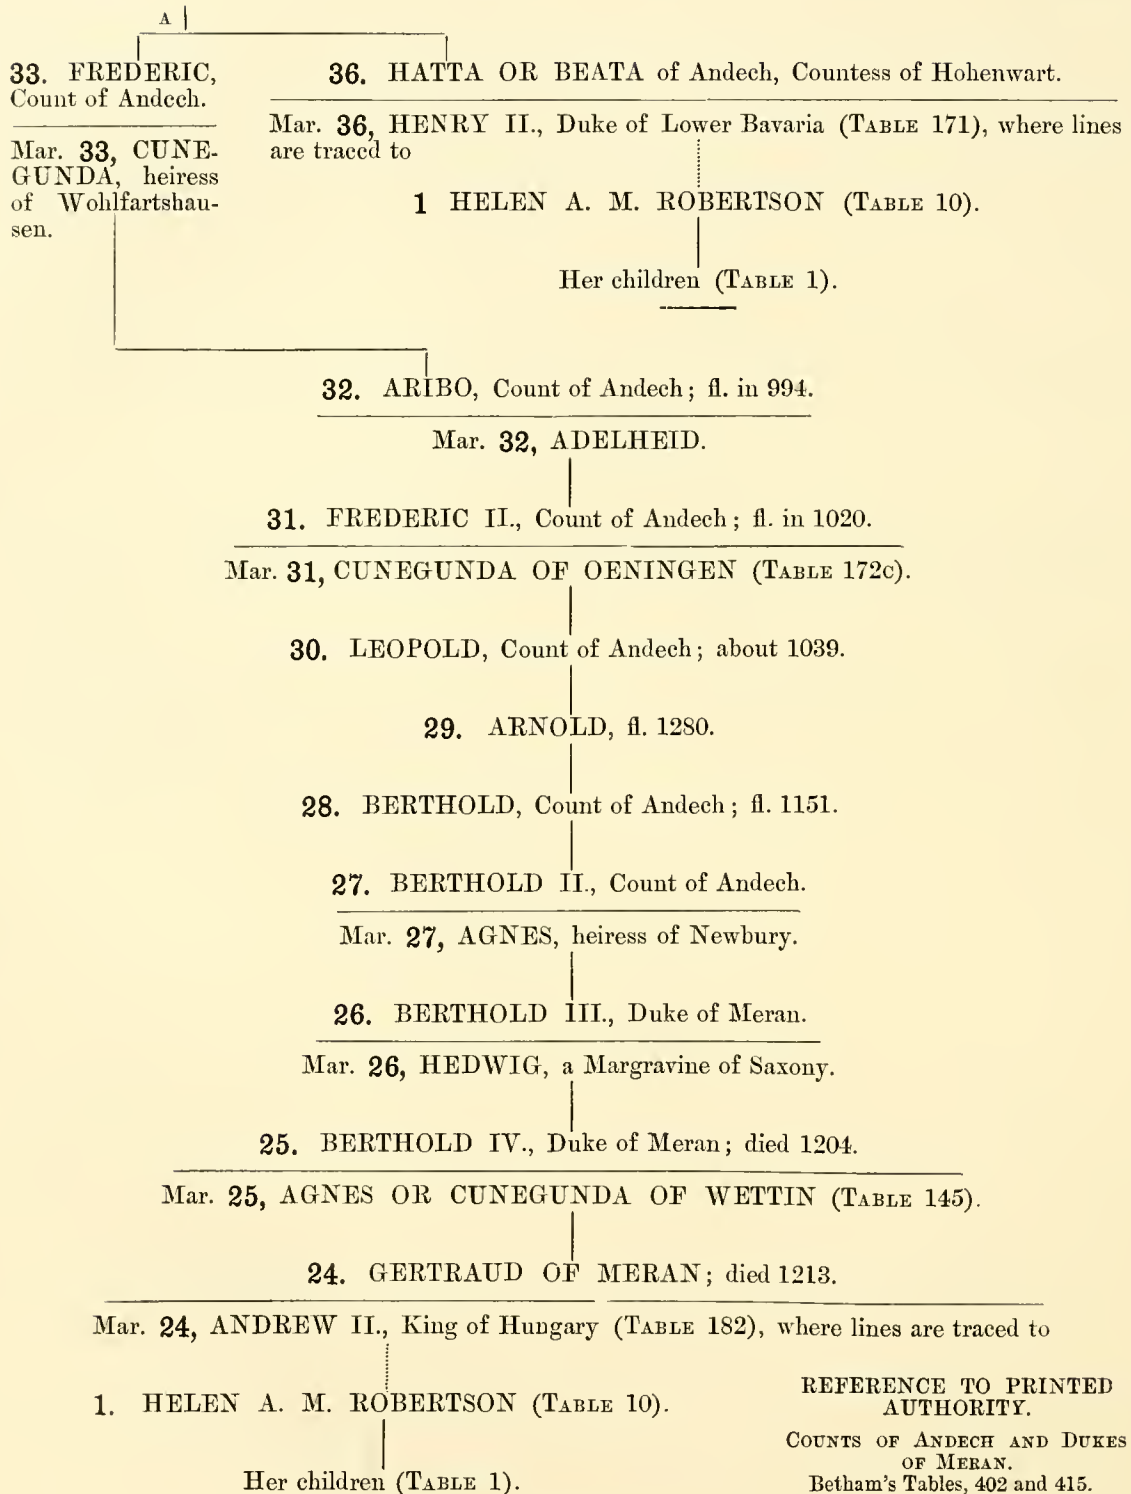 A
33. FREDERIC,
Count of Andech.
Mar. 33, CUNE-
GUNDA, heiress
of Wohlfartshau-
sen.
36. HATTA OR BEATA of Andech, Countess of Hohenwart.
Mar. 36, HENRY II., Duke of Lower Bavaria (TABLE 171), where lines
are traced to
1 HELEN A. M. ROBERTSON (TABLE 10).
Her children (TABLE 1).
32. ARIBO, Count of Andech; fl. in 994.
Mar. 32, ADELHEID.
31. FREDERIC II., Count of Andech; fl. in 1020.
Mar. 31, CUNEGUNDA OF OENINGEN (TABLE 172c).
30. LEOPOLD, Count of Andech; about 1039.
29. ARNOLD, fl. 1280.
28. BERTHOLD, Count of Andech; fl. 1151.
27. BERTHOLD II., Count of Andech.
Mar. 27, AGNES, heiress of Newbury.
26. BERTHOLD III., Duke of Meran.
Mar. 26, HEDWIG, a Margravine of Saxony.
25. BERTHOLD IV., Duke of Meran; died 1204.
Mar. 25, AGNES OR CUNEGUNDA OF WETTIN (TABLE 145).
24. GERTRAUD OF MERAN; died 1213.
Mar. 24, ANDREW II., King of Hungary (TABLE 182), where lines are traced to
1. HELEN A. M. ROBERTSON (TABLE 10).
Her children (TABLE 1).
REFERENCE TO PRINTED
AUTHORITY.
COUNTS OF ANDECH AND DUKES
OF MERAN.
Betham's Tables, 402 and 415.